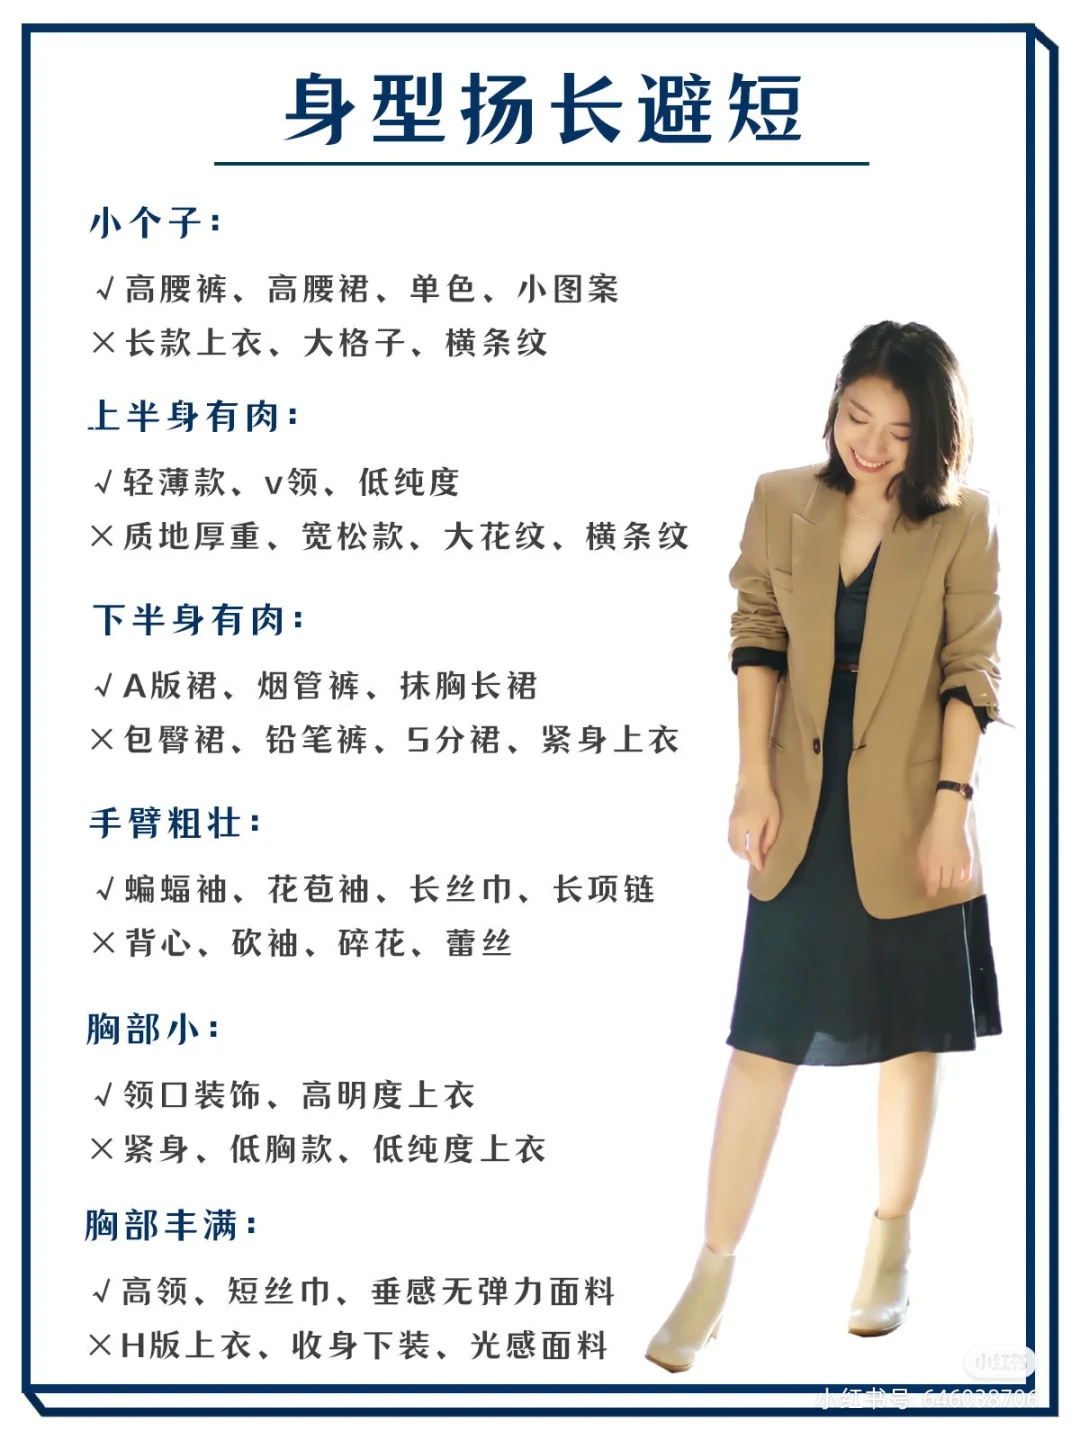 身型扬长避短
小个子：
√高腰裤、高腰裙、单色、小图案
×长款上衣、大格子、横条纹
上半身有肉：
√轻薄款、v领、低纯度
×质地厚重、宽松款、大花纹、横条纹
下半身有肉：
√A版裙、烟管裤、抹胸长裙
×包臀裙、铅笔裤、5分裙、紧身上衣
手臂粗壮：
√蝙蝠袖、花苞袖、长丝巾、长项链
×背心、砍袖、碎花、蕾丝
胸部小：
√领口装饰、高明度上衣
×紧身、低胸款、低纯度上衣
胸部丰满：
√高领、短丝巾、垂感无弹力面料
×H版上衣、收身下装、光感面料
小红书
小红书号 646038706